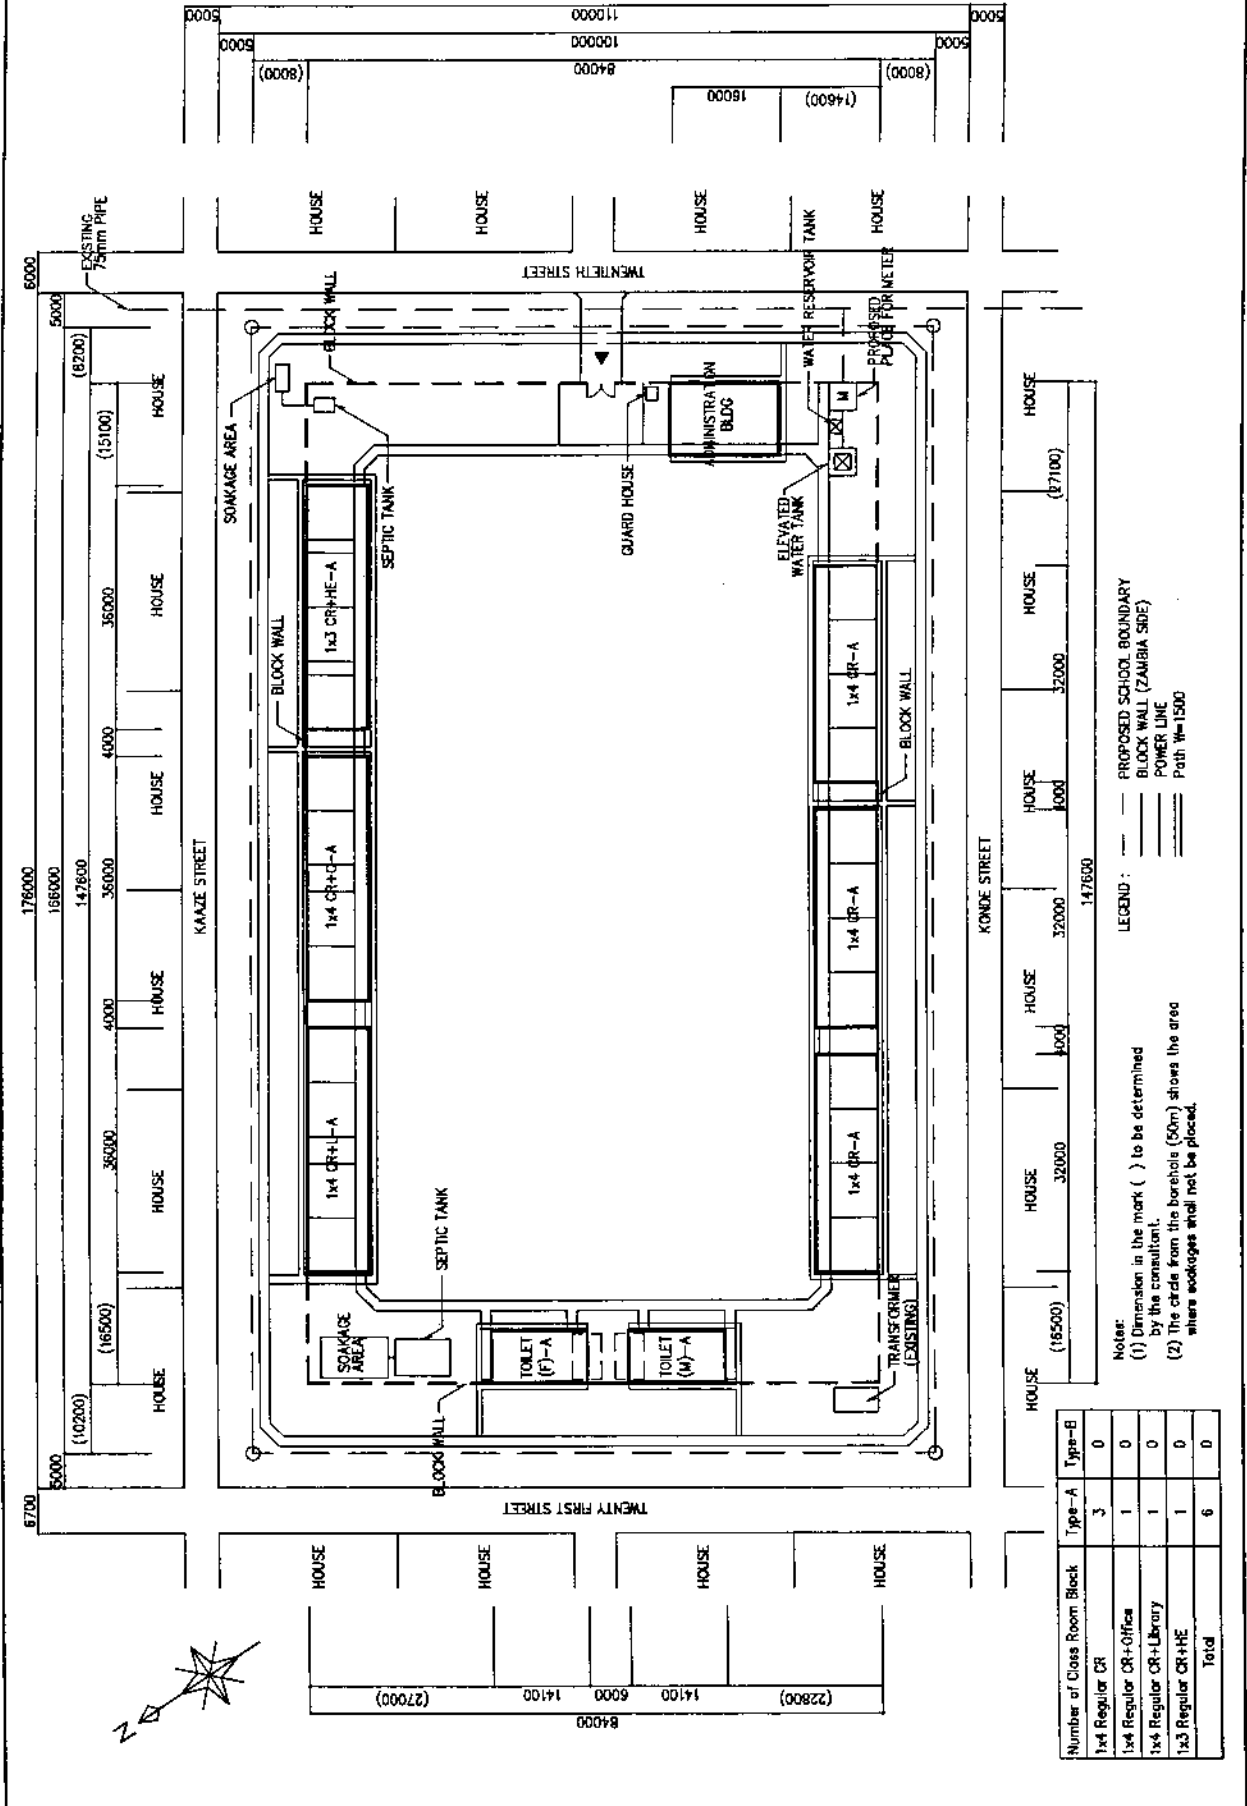 176000
166000
147600
6700
5000
(10200)
(16500)
36000
4000
36000
4000
36000
(15100)
(8200)
5000
6000
EXISTING
75mm PIPE
HOUSE
HOUSE
HOUSE
HOUSE
HOUSE
HOUSE
HOUSE
KAAZE STREET
SOAKAGE AREA
BLOCK WALL
BLOCK WALL
SEPTIC TANK
1x4 CR+L-A
1x4 CR+O-A
1x3 CR+HE-A
SOAKAGE
AREA
SEPTIC TANK
TOILET
(F)-A
TOILET
(M)-A
BLOCK WALL
TRANSFORMER
(EXISTING)
GUARD HOUSE
ADMINISTRATION
BLDG
ELEVATED
WATER TANK
WATER RESERVOIR TANK
PROPOSED
PLACE FOR METER
M
1x4 CR-A
1x4 CR-A
1x4 CR-A
BLOCK WALL
TWENTY FIRST STREET
TWENTIETH STREET
HOUSE
HOUSE
HOUSE
HOUSE
HOUSE
HOUSE
HOUSE
HOUSE
84000
(27000)
14100
6000
14100
(22800)
5000
110000
5000
5000
100000
5000
(8000)
84000
(8000)
16000
(14600)
KONDE STREET
HOUSE
HOUSE
HOUSE
HOUSE
HOUSE
HOUSE
(16500)
32000
4000
32000
4000
32000
(27100)
147600
N
LEGEND :
PROPOSED SCHOOL BOUNDARY
BLOCK WALL (ZAMBIA SIDE)
POWER LINE
Path W=1500
Notes:
(1) Dimension in the mark ( ) to be determined
by the consultant.
(2) The circle from the borehole (50m) shows the area
where soakages shall not be placed.
Number of Class Room Block Type-A Type-B
1x4 Regular CR 3 0
1x4 Regular CR+Office 1 0
1x4 Regular CR+Library 1 0
1x3 Regular CR+HE 1 0
Total 6 0